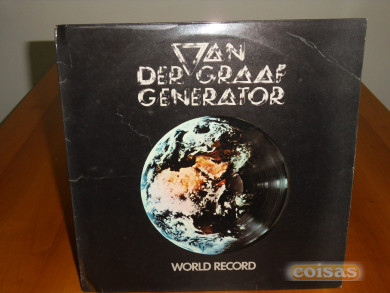 VAN
DER GRAAF
GENERATOR
WORLD RECORD
coisas